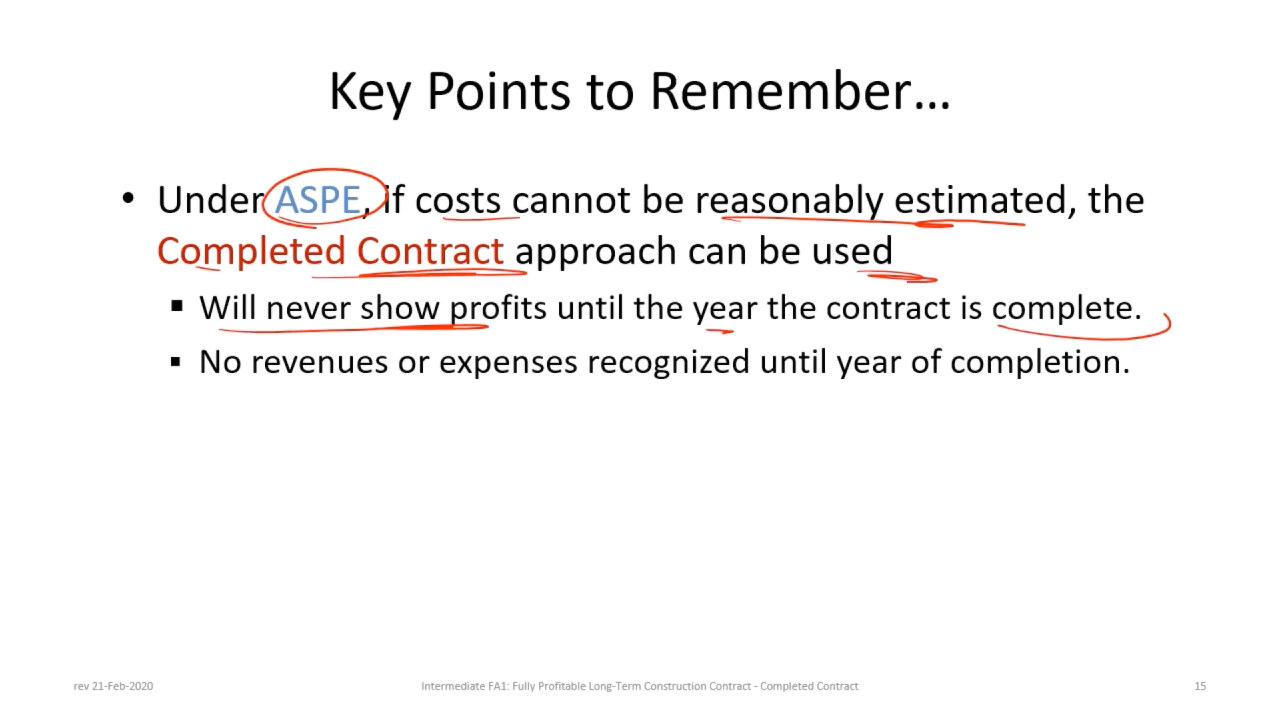 Key Points to Remember…
• Under ASPE, if costs cannot be reasonably estimated, the
Completed Contract approach can be used
▪ Will never show profits until the year the contract is complete.
▪ No revenues or expenses recognized until year of completion.
rev 21-Feb-2020
Intermediate FA1: Fully Profitable Long-Term Construction Contract - Completed Contract
15